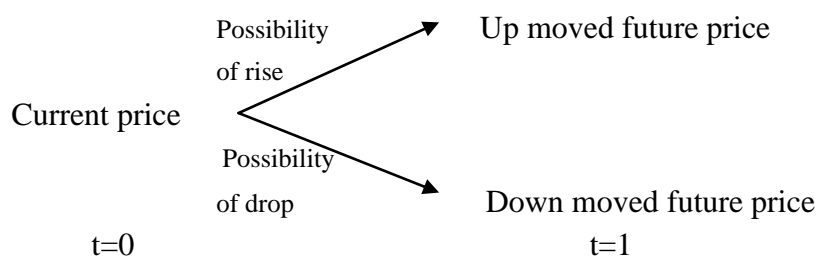 Possibility
of rise
Up moved future price
Current price
Possibility
of drop
Down moved future price
t=0
t=1